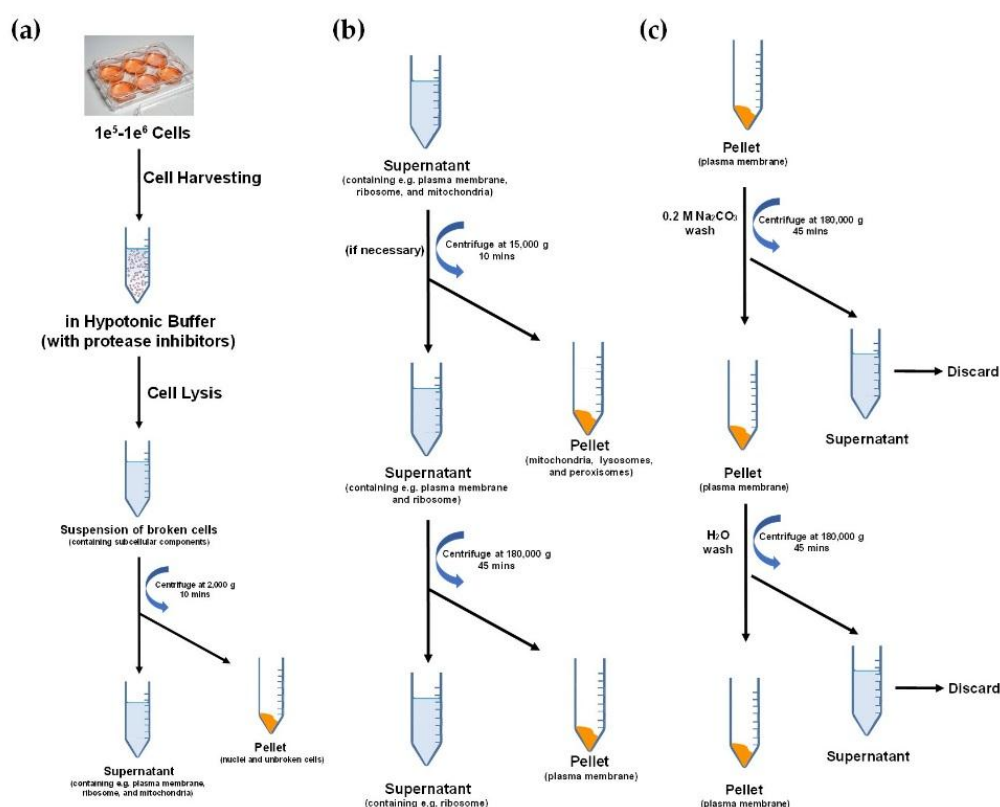 (a)
1e⁵-1e⁶ Cells
Cell Harvesting
in Hypotonic Buffer
(with protease inhibitors)
Cell Lysis
Suspension of broken cells
(containing subcellular components)
Centrifuge at 2,000 g
10 mins
Pellet
(nuclei and unbroken cells)
Supernatant
(containing e.g. plasma membrane,
ribosome, and mitochondria)
(b)
Supernatant
(containing e.g. plasma membrane,
ribosome, and mitochondria)
(if necessary)
Centrifuge at 15,000 g
10 mins
Pellet
(mitochondria, lysosomes,
and peroxisomes)
Supernatant
(containing e.g. plasma membrane
and ribosome)
Centrifuge at 180,000 g
45 mins
Pellet
(plasma membrane)
Supernatant
(containing e.g. ribosome)
(c)
Pellet
(plasma membrane)
0.2 M Na₂CO₃
wash
Centrifuge at 180,000 g
45 mins
Discard
Supernatant
Pellet
(plasma membrane)
H₂O
wash
Centrifuge at 180,000 g
45 mins
Discard
Supernatant
Pellet
(plasma membrane)